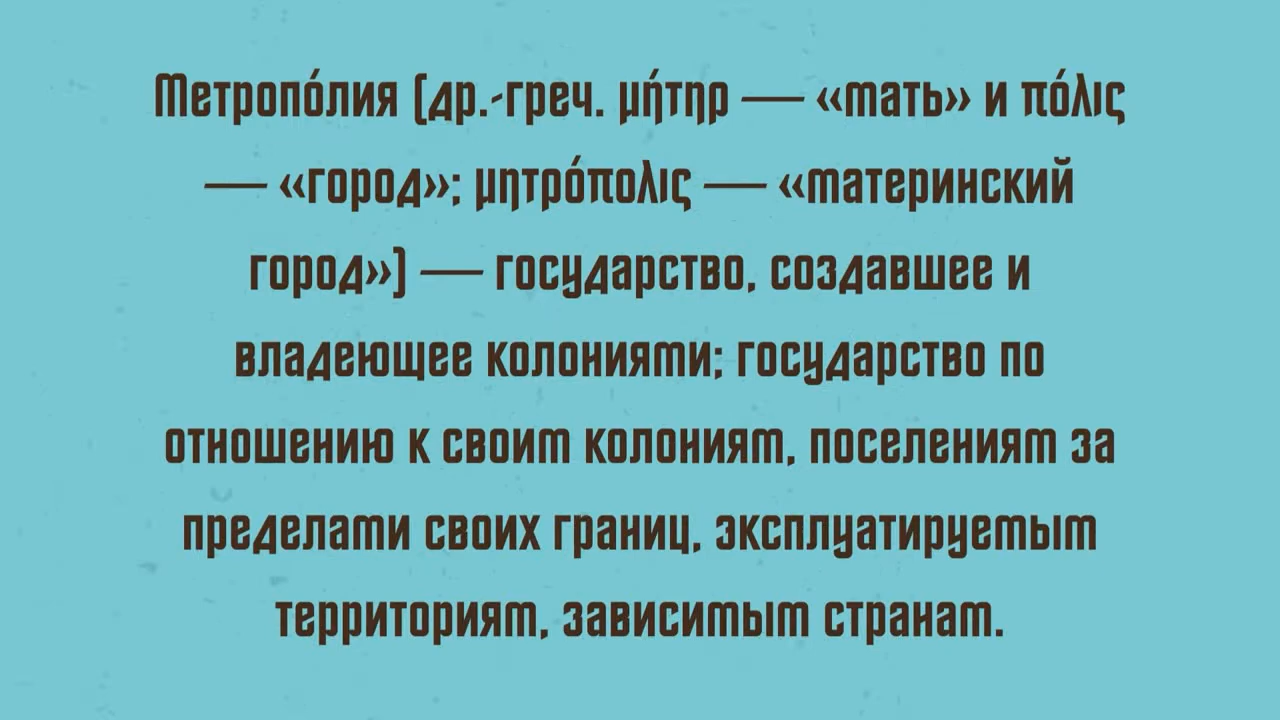 Метропо́лия (др.-греч. μήτηρ — «мать» и πόλις
— «город»; μητρόπολις — «материнский
город») — государство, создавшее и
владеющее колониями; государство по
отношению к своим колониям, поселениям за
пределами своих границ, эксплуатируемым
территориям, зависимым странам.